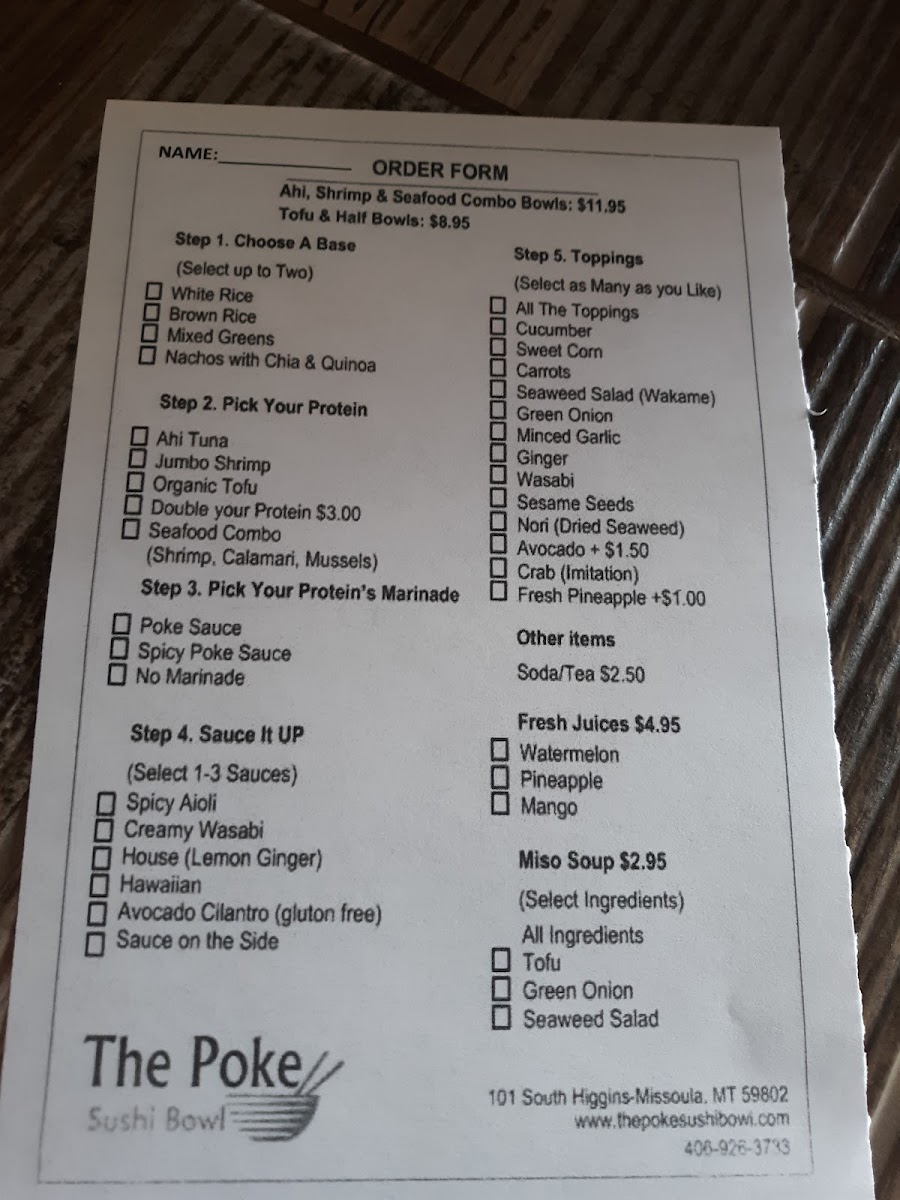 NAME:____________
ORDER FORM
Ahi, Shrimp & Seafood Combo Bowls: $11.95
Tofu & Half Bowls: $8.95
Step 1. Choose A Base
(Select up to Two)
White Rice
Brown Rice
Mixed Greens
Nachos with Chia & Quinoa
Step 2. Pick Your Protein
Ahi Tuna
Jumbo Shrimp
Organic Tofu
Double your Protein $3.00
Seafood Combo
(Shrimp, Calamari, Mussels)
Step 3. Pick Your Protein's Marinade
Poke Sauce
Spicy Poke Sauce
No Marinade
Step 4. Sauce It UP
(Select 1-3 Sauces)
Spicy Aioli
Creamy Wasabi
House (Lemon Ginger)
Hawaiian
Avocado Cilantro (gluton free)
Sauce on the Side
Step 5. Toppings
(Select as Many as you Like)
All The Toppings
Cucumber
Sweet Corn
Carrots
Seaweed Salad (Wakame)
Green Onion
Minced Garlic
Ginger
Wasabi
Sesame Seeds
Nori (Dried Seaweed)
Avocado + $1.50
Crab (Imitation)
Fresh Pineapple +$1.00
Other items
Soda/Tea $2.50
Fresh Juices $4.95
Watermelon
Pineapple
Mango
Miso Soup $2.95
(Select Ingredients)
All Ingredients
Tofu
Green Onion
Seaweed Salad
The Poke
Sushi Bowl
101 South Higgins-Missoula, MT 59802
www.thepokesushibowl.com
406-926-3733